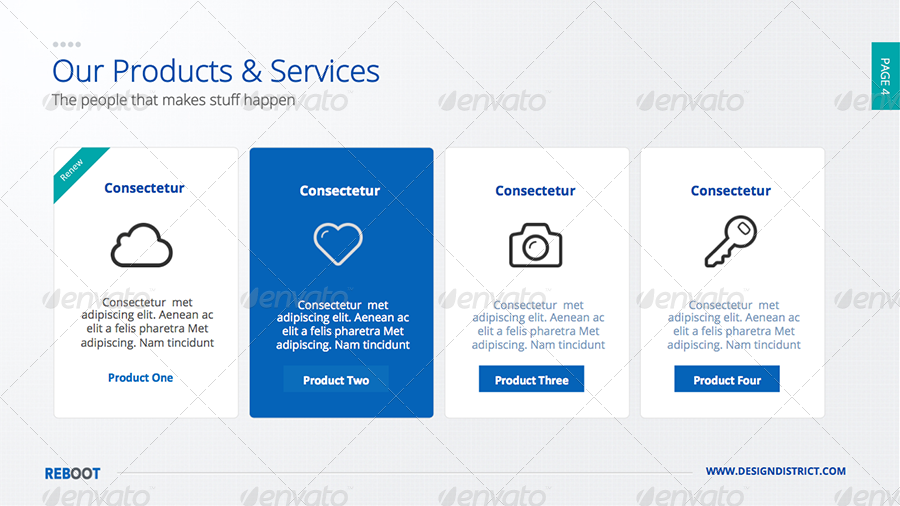 Our Products & Services
The people that makes stuff happen
PAGE 4
Renew
Consectetur
Consectetur met
adipiscing elit. Aenean ac
elit a felis pharetra Met
adipiscing. Nam tincidunt
Product One
Consectetur
Consectetur met
adipiscing elit. Aenean ac
elit a felis pharetra Met
adipiscing. Nam tincidunt
Product Two
Consectetur
Consectetur met
adipiscing elit. Aenean ac
elit a felis pharetra Met
adipiscing. Nam tincidunt
Product Three
Consectetur
Consectetur met
adipiscing elit. Aenean ac
elit a felis pharetra Met
adipiscing. Nam tincidunt
Product Four
REBOOT
WWW.DESIGNDISTRICT.COM
envato